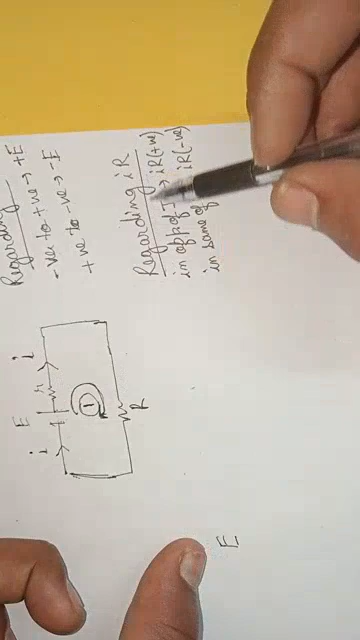 Regarding
-ve to +ve → +E
+ve to -ve → -E
Regarding iR
in opp of I → iR(+ve)
in same of iR(-ve)
E r
i i
1
R
E